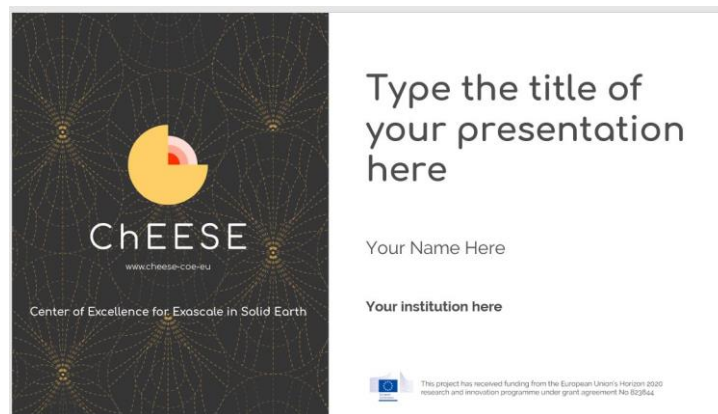 ChEESE
www.cheese-coe-eu
Center of Excellence for Exascale in Solid Earth
Type the title of
your presentation
here
Your Name Here
Your institution here
This project has received funding from the European Union's Horizon 2020
research and innovation programme under grant agreement No 823844